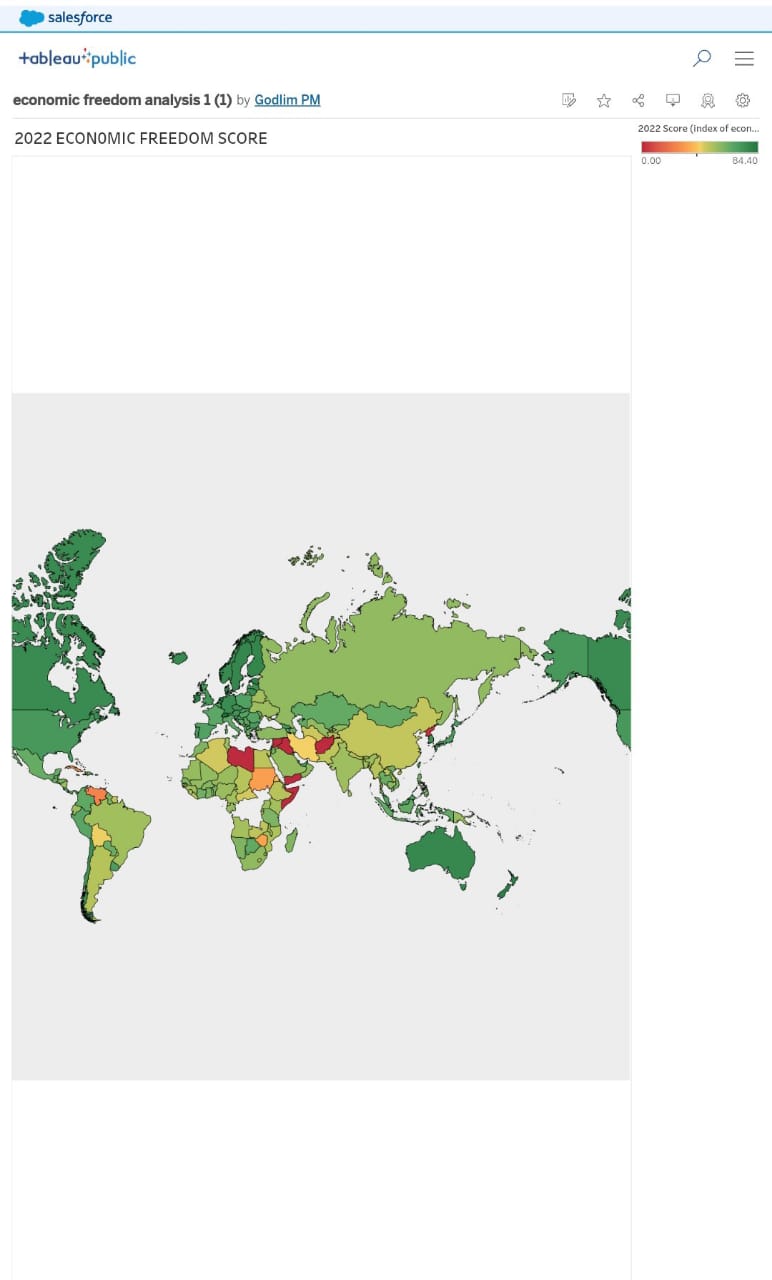 salesforce
+ableau public
economic freedom analysis 1 (1) by Godlim PM
2022 ECONOMIC FREEDOM SCORE
2022 Score (index of econ...
0.00 84.40